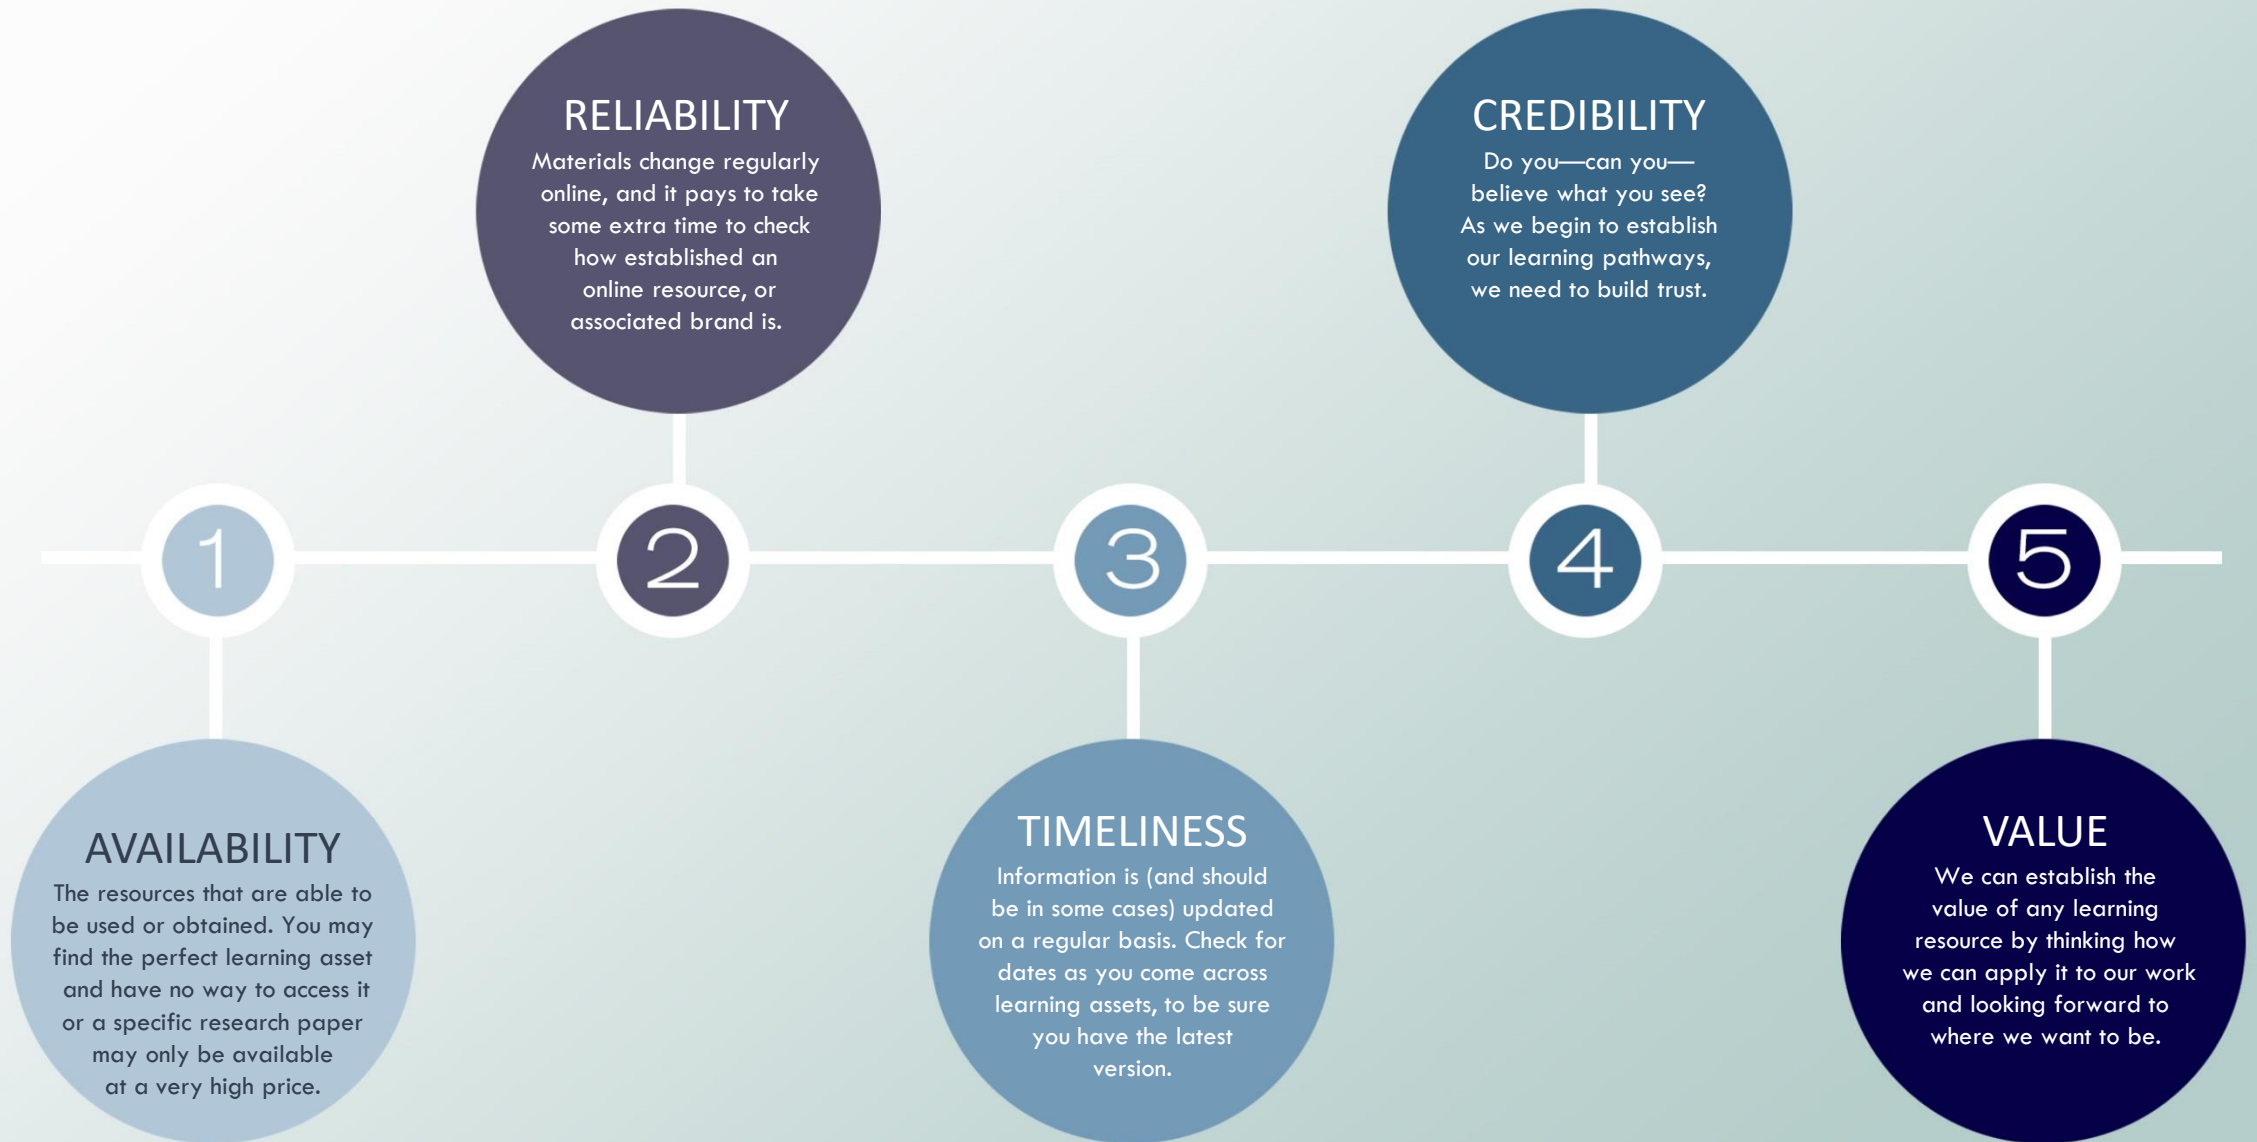 1
AVAILABILITY
The resources that are able to
be used or obtained. You may
find the perfect learning asset
and have no way to access it
or a specific research paper
may only be available
at a very high price.
2
RELIABILITY
Materials change regularly
online, and it pays to take
some extra time to check
how established an
online resource, or
associated brand is.
3
TIMELINESS
Information is (and should
be in some cases) updated
on a regular basis. Check for
dates as you come across
learning assets, to be sure
you have the latest
version.
4
CREDIBILITY
Do you—can you—
believe what you see?
As we begin to establish
our learning pathways,
we need to build trust.
5
VALUE
We can establish the
value of any learning
resource by thinking how
we can apply it to our work
and looking forward to
where we want to be.